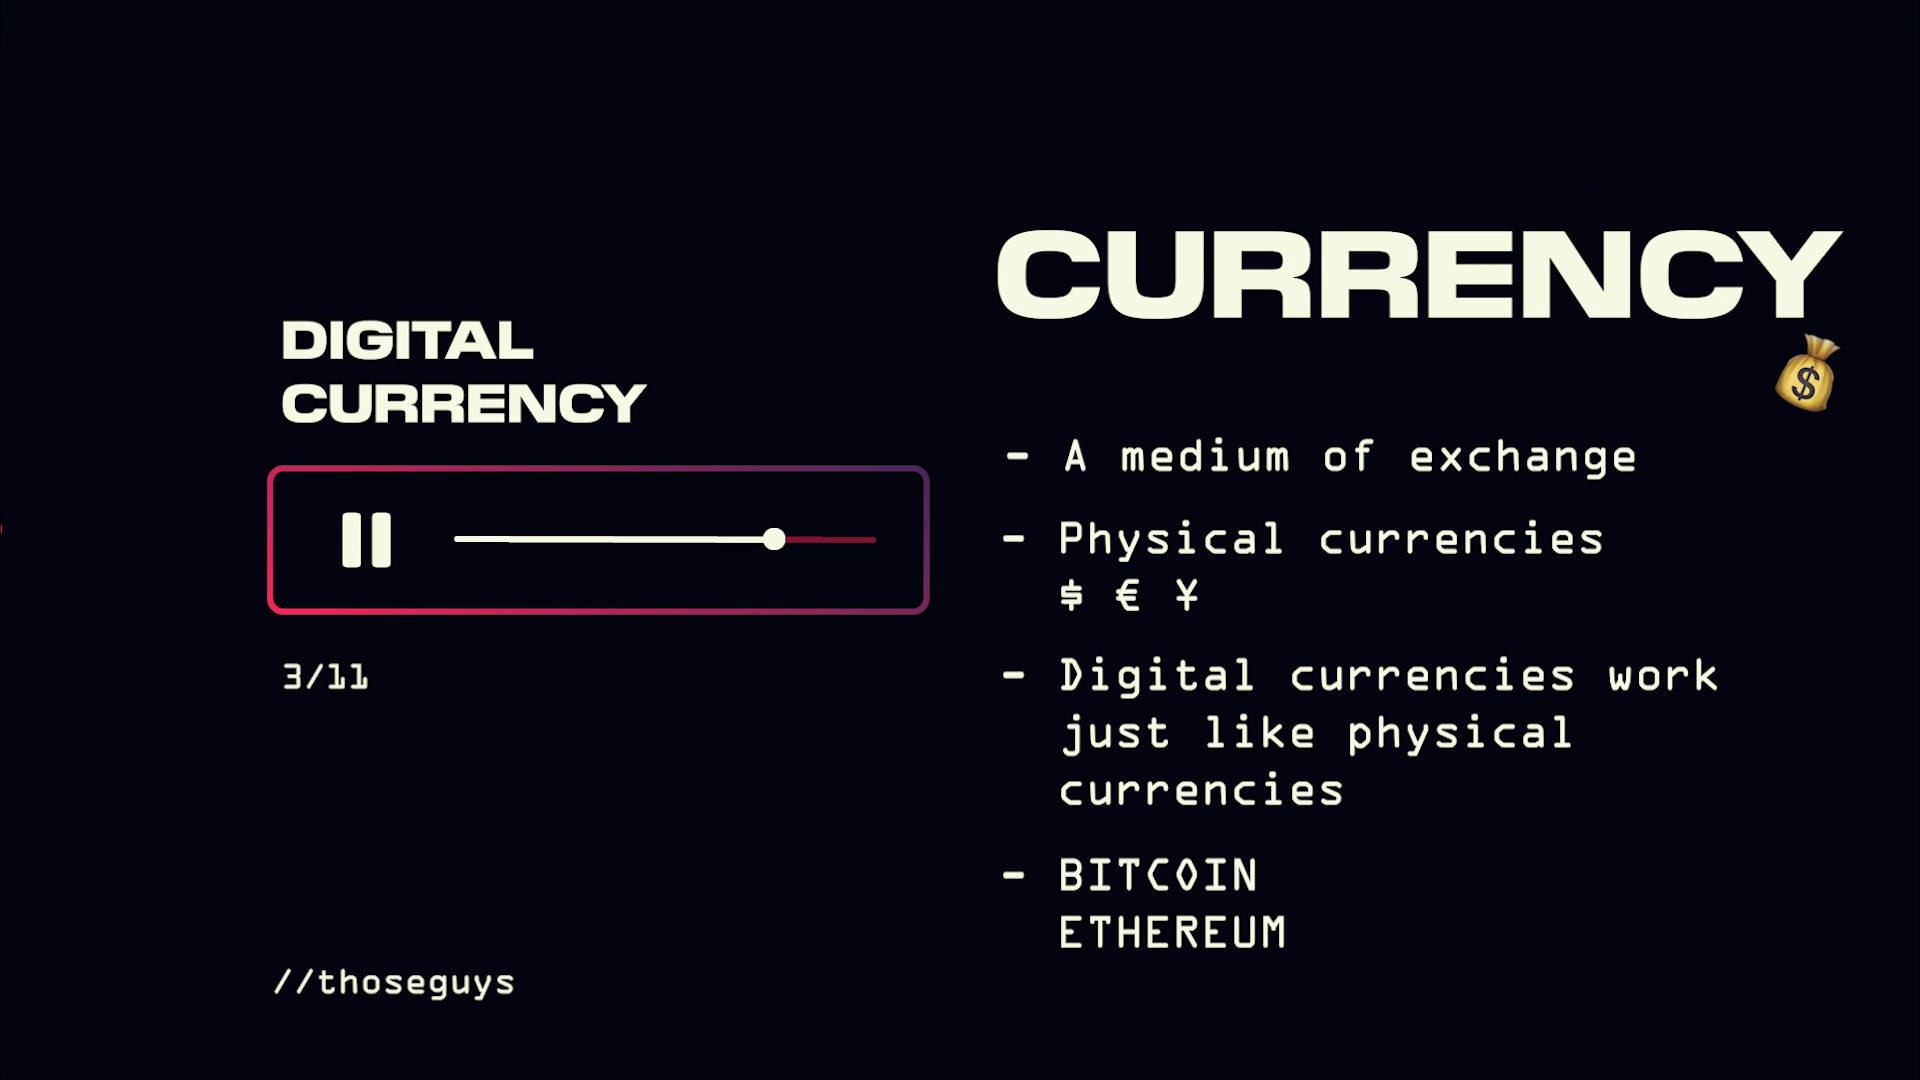 DIGITAL
CURRENCY
3/11
//thoseguys
CURRENCY
- A medium of exchange
- Physical currencies
$ € ¥
- Digital currencies work
just like physical
currencies
- BITCOIN
ETHEREUM